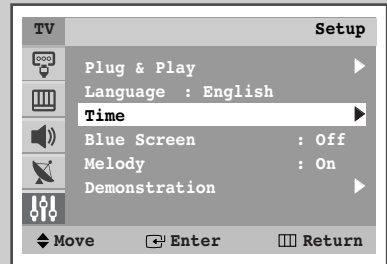 TV Setup
Plug & Play
Language : English
Time
Blue Screen : Off
Melody : On
Demonstration
Move Enter Return